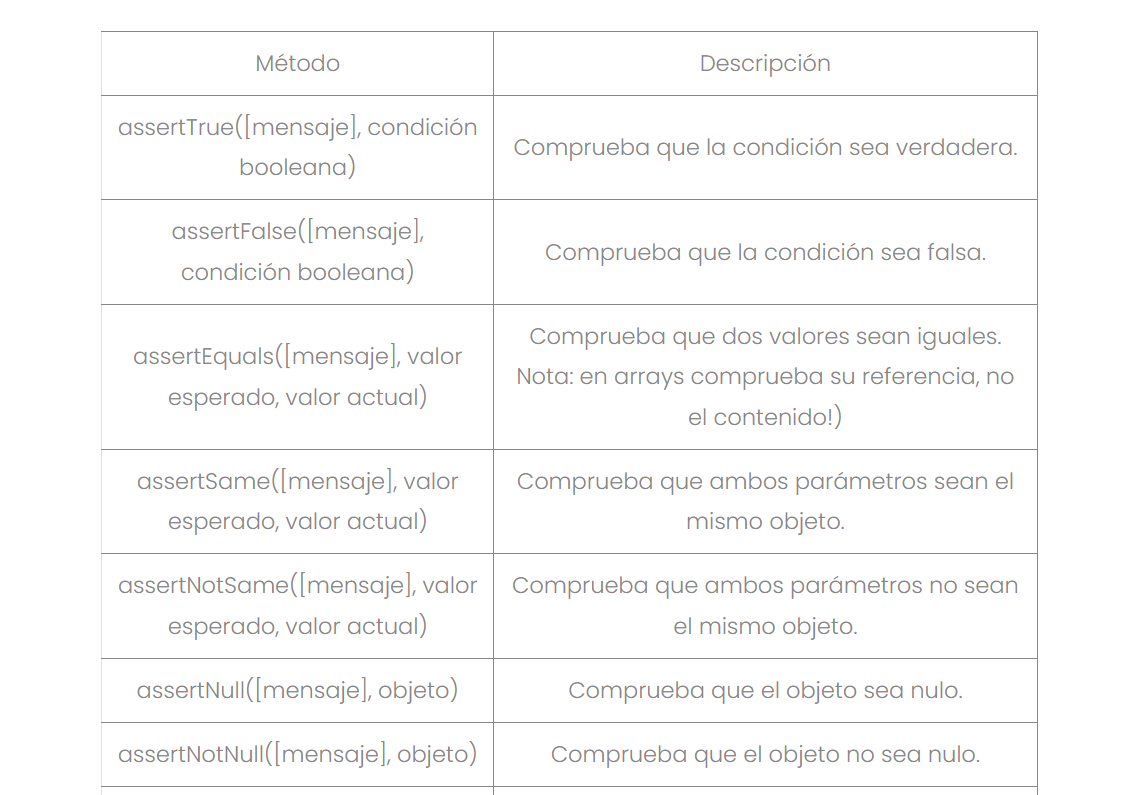 Método
Descripción
assertTrue([mensaje], condición
booleana)
Comprueba que la condición sea verdadera.
assertFalse([mensaje],
condición booleana)
Comprueba que la condición sea falsa.
assertEquals([mensaje], valor
esperado, valor actual)
Comprueba que dos valores sean iguales.
Nota: en arrays comprueba su referencia, no
el contenido!)
assertSame([mensaje], valor
esperado, valor actual)
Comprueba que ambos parámetros sean el
mismo objeto.
assertNotSame([mensaje], valor
esperado, valor actual)
Comprueba que ambos parámetros no sean
el mismo objeto.
assertNull([mensaje], objeto)
Comprueba que el objeto sea nulo.
assertNotNull([mensaje], objeto)
Comprueba que el objeto no sea nulo.